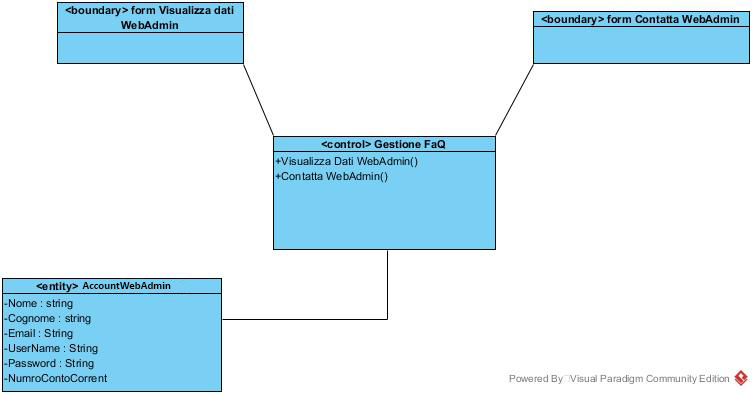 <boundary> form Visualizza dati
WebAdmin
<boundary> form Contatta WebAdmin
<control> Gestione FaQ
+Visualizza Dati WebAdmin()
+Contatta WebAdmin()
<entity> AccountWebAdmin
-Nome : string
-Cognome : string
-Email : String
-UserName : String
-Password : String
-NumroContoCorrent
Powered By Visual Paradigm Community Edition